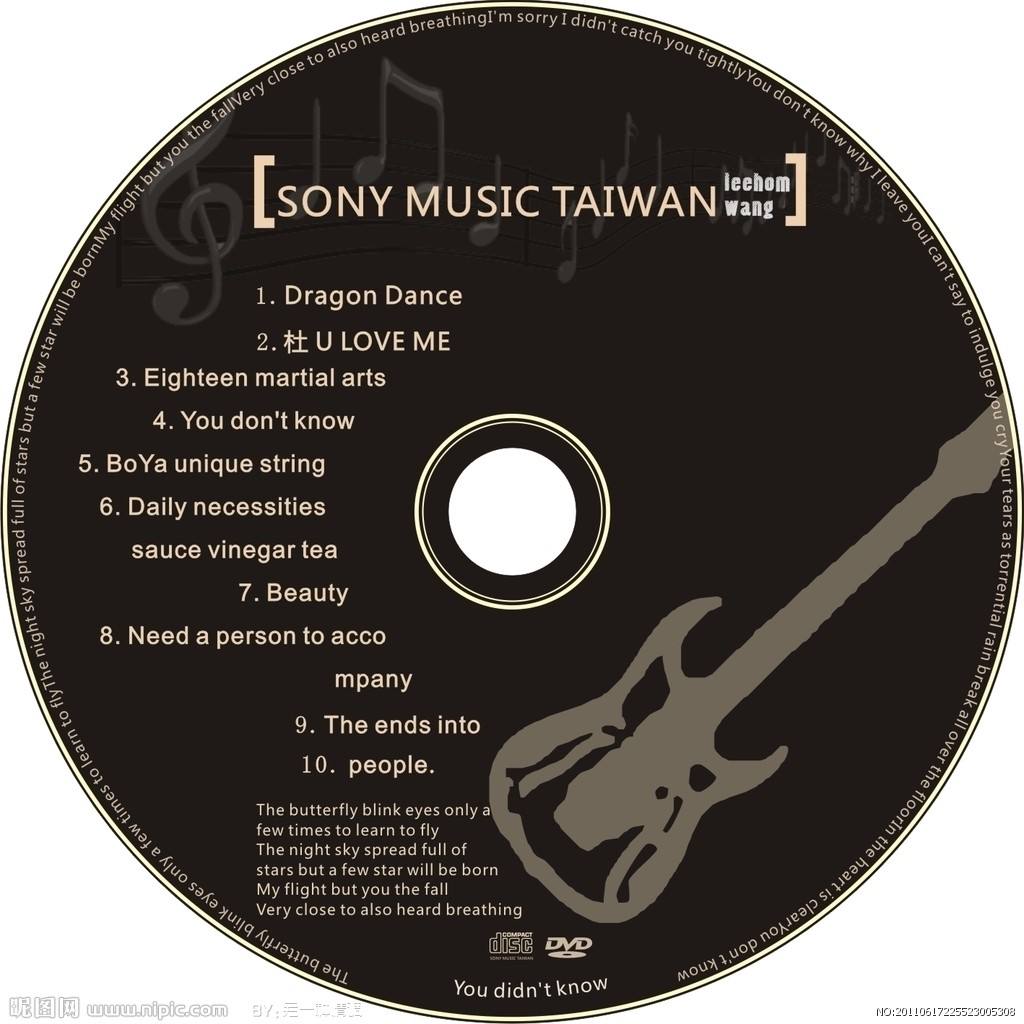 The butterfly blink eyes only a few times to learn to flyThe night sky spread full of stars but a few star will be bornMy flight but you the fallVery close to also heard breathingI'm sorry I didn't catch you tightlyYou don't know why I leave youI can't say to indulge you cryYour tears as torrential rain break all over the floorIn the heart is clearYou don't know
[SONY MUSIC TAIWAN leehom wang]
1. Dragon Dance
2. 杜 U LOVE ME
3. Eighteen martial arts
4. You don't know
5. BoYa unique string
6. Daily necessities
sauce vinegar tea
7. Beauty
8. Need a person to acco
mpany
9. The ends into
10. people.
The butterfly blink eyes only a
few times to learn to fly
The night sky spread full of
stars but a few star will be born
My flight but you the fall
Very close to also heard breathing
COMPACT disc DVD
SONY MUSIC TAIWAN
You didn't know
昵图网 www.nipic.com BY:
NO:20110617225523005308